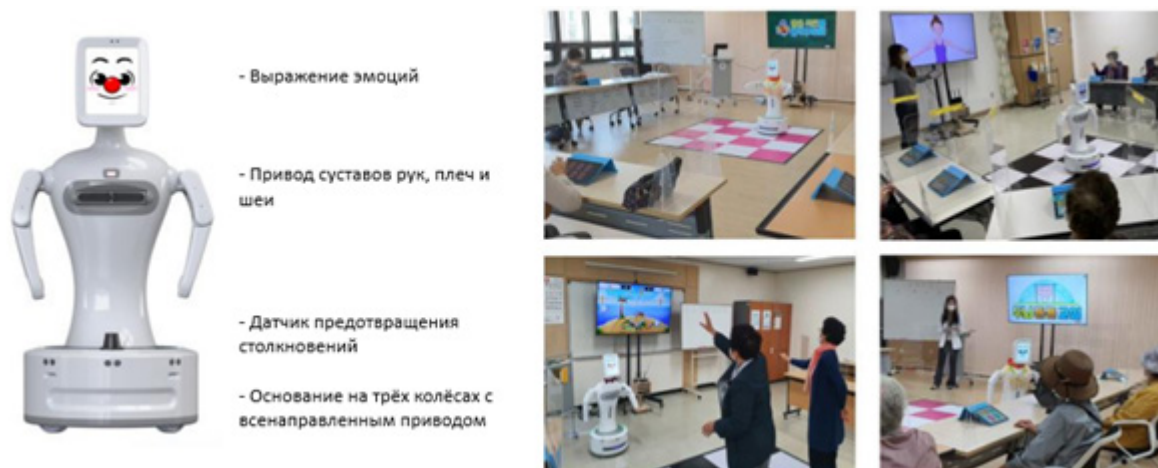 - Выражение эмоций
- Привод суставов рук, плеч и
шеи
- Датчик предотвращения
столкновений
- Основание на трёх колёсах с
всенаправленным приводом